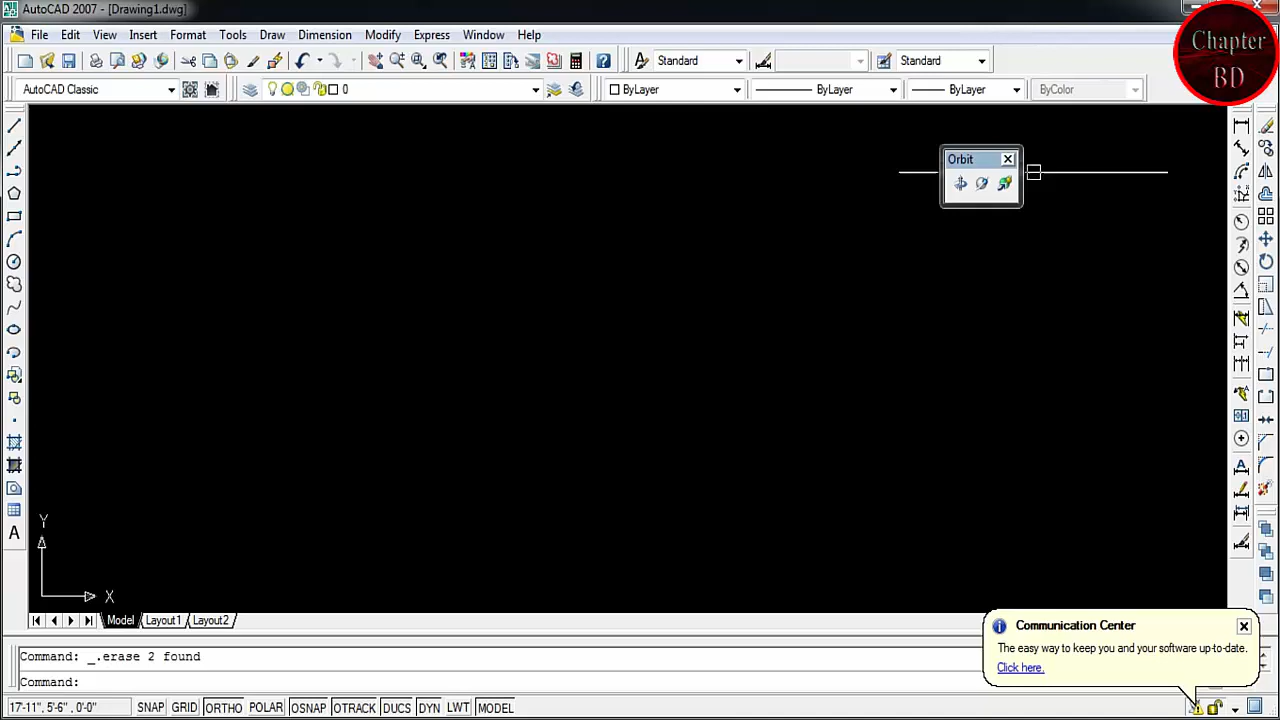 AutoCAD 2007 - [Drawing1.dwg]
File Edit View Insert Format Tools Draw Dimension Modify Express Window Help
Chapter
BD
Standard Standard
AutoCAD Classic 0 ByLayer ByLayer ByLayer ByColor
Orbit
Y
A
X
Model Layout1 Layout2
Communication Center
The easy way to keep you and your software up-to-date.
Click here.
Command: _.erase 2 found
Command:
17'-11", 5'-6" , 0'-0" SNAP GRID ORTHO POLAR OSNAP OTRACK DUCS DYN LWT MODEL